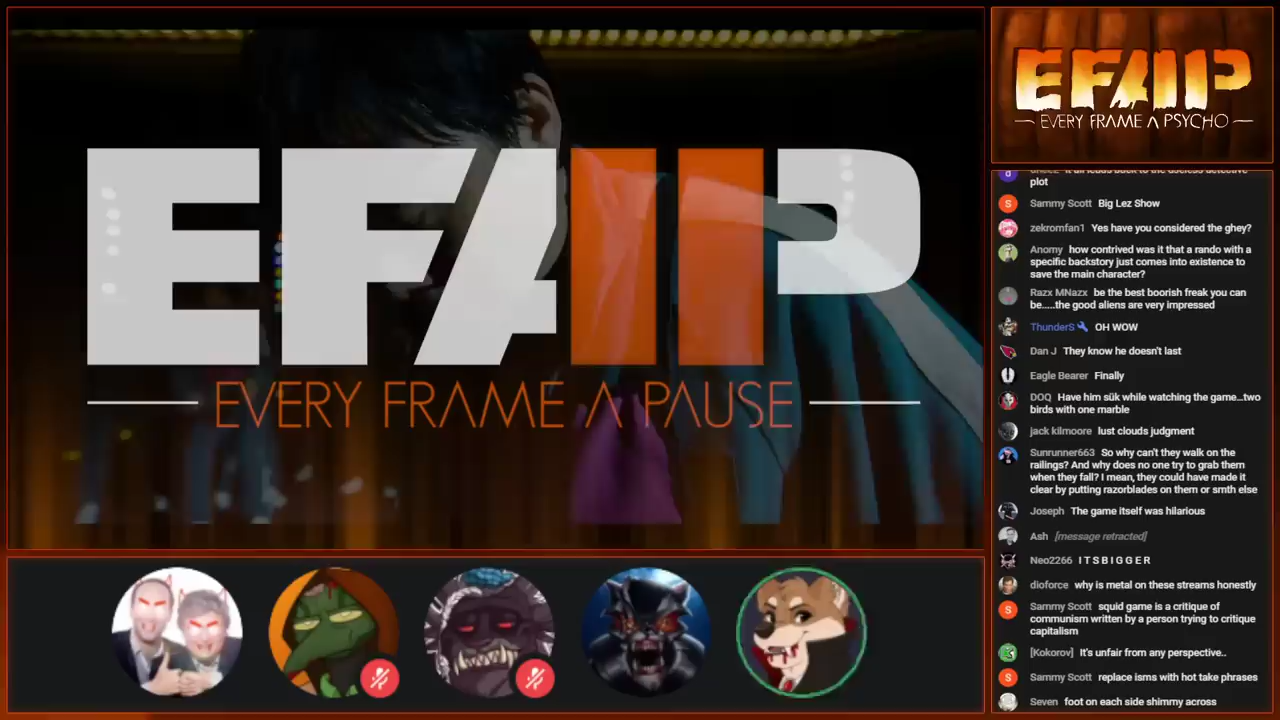 EFAP
EVERY FRAME A PAUSE
EFAP
EVERY FRAME A PSYCHO
it all leads back to the useless detective
plot
S Sammy Scott Big Lez Show
zekromfan1 Yes have you considered the ghey?
Anomy how contrived was it that a rando with a
specific backstory just comes into existence to
save the main character?
Razx MNazx be the best boorish freak you can
be.....the good aliens are very impressed
ThunderS OH WOW
Dan J They know he doesn't last
Eagle Bearer Finally
DOQ Have him sük while watching the game...two
birds with one marble
jack kilmoore lust clouds judgment
Sunrunner663 So why can't they walk on the
railings? And why does no one try to grab them
when they fall? I mean, they could have made it
clear by putting razorblades on them or smth else
Joseph The game itself was hilarious
Ash [message retracted]
Neo2266 I T S B I G G E R
dioforce why is metal on these streams honestly
S Sammy Scott squid game is a critique of
communism written by a person trying to critique
capitalism
[Kokorov] It's unfair from any perspective..
S Sammy Scott replace isms with hot take phrases
Seven foot on each side shimmy across